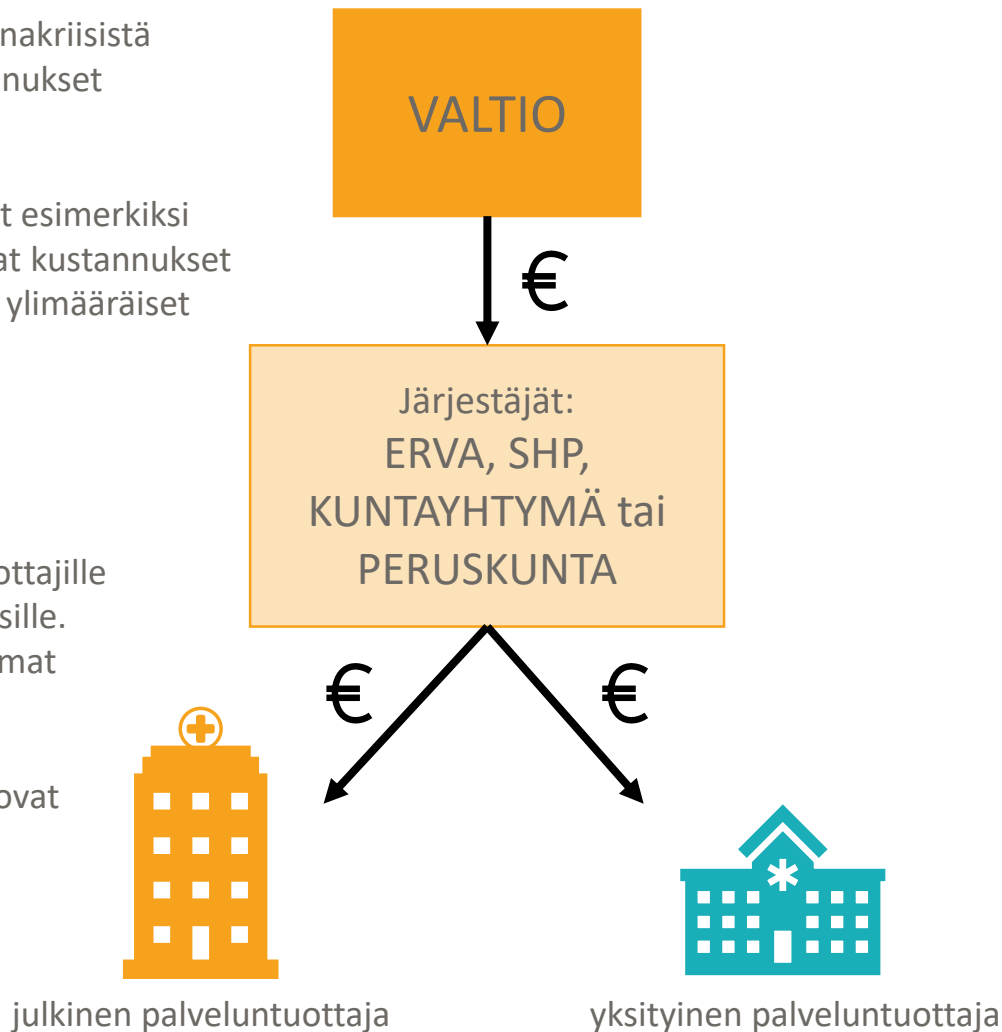 nakriisistä
nukset
t esimerkiksi
at kustannukset
ylimääräiset
ottajille
sille.
mat
ovat
VALTIO
€
Järjestäjät:
ERVA, SHP,
KUNTAYHTYMÄ tai
PERUSKUNTA
€ €
julkinen palveluntuottaja
yksityinen palveluntuottaja